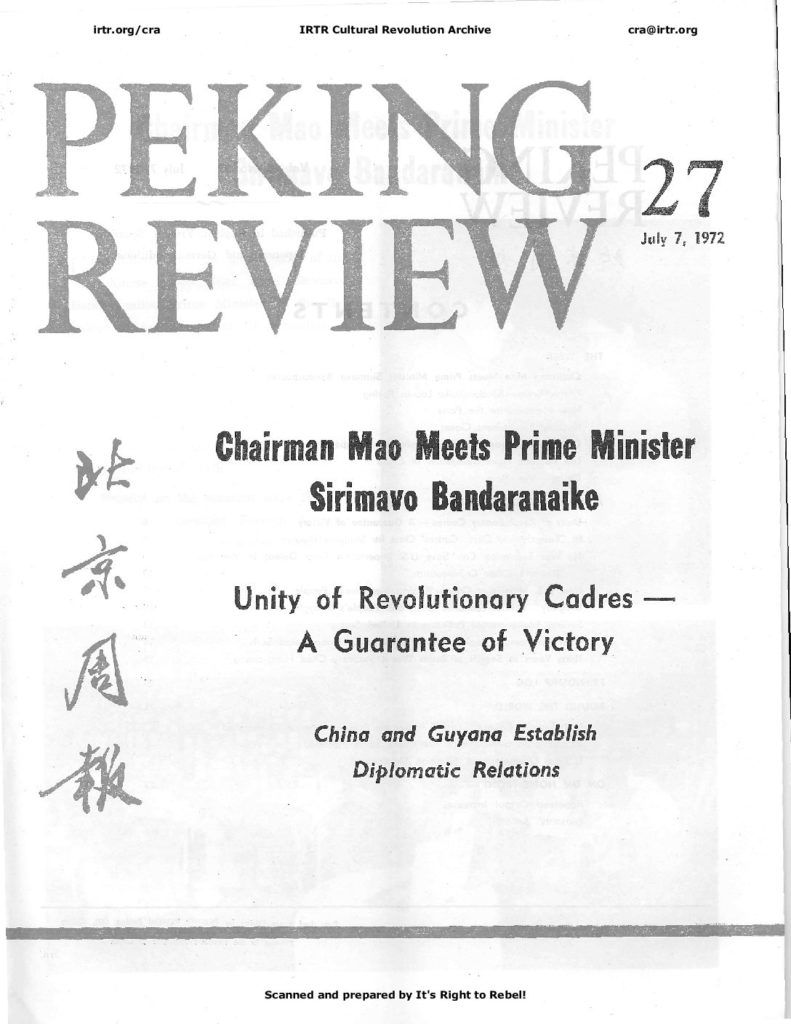 irtr.org/cra IRTR Cultural Revolution Archive cra@irtr.org
PEKING
REVIEW
27
July 7, 1972
北京周報
Chairman Mao Meets Prime Minister
Sirimavo Bandaranaike
Unity of Revolutionary Cadres —
A Guarantee of Victory
China and Guyana Establish
Diplomatic Relations
Scanned and prepared by It's Right to Rebel!